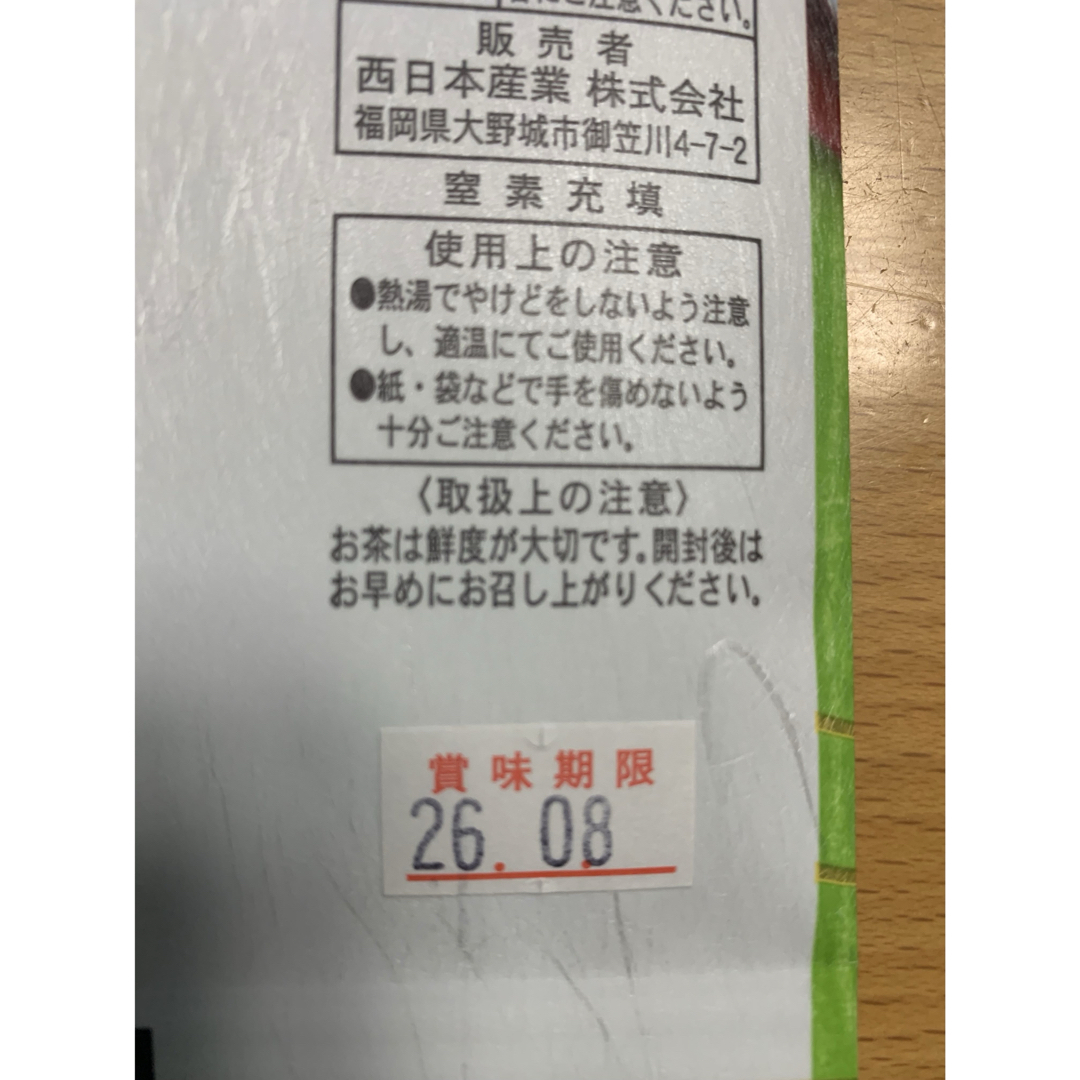 ください。
販売者
西日本産業 株式会社
福岡県大野城市御笠川4-7-2
窒素充填
使用上の注意
●熱湯でやけどをしないよう注意
し、適温にてご使用ください。
●紙・袋などで手を傷めないよう
十分ご注意ください。
〈取扱上の注意〉
お茶は鮮度が大切です。開封後は
お早めにお召し上がりください。
賞味期限
26.08